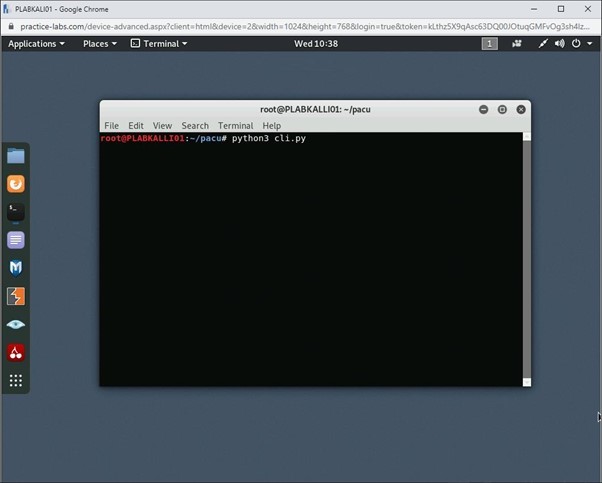 PLABKALI01 - Google Chrome
practice-labs.com/device-advanced.aspx?client=html&device=2&width=1024&height=768&login=true&token=kLthz5X9qAsc63DQ00JOtuqGMFvOg3sh4lz...
Applications Places Terminal Wed 10:38 1
root@PLABKALLI01: ~/pacu
File Edit View Search Terminal Help
root@PLABKALLI01:~/pacu# python3 cli.py